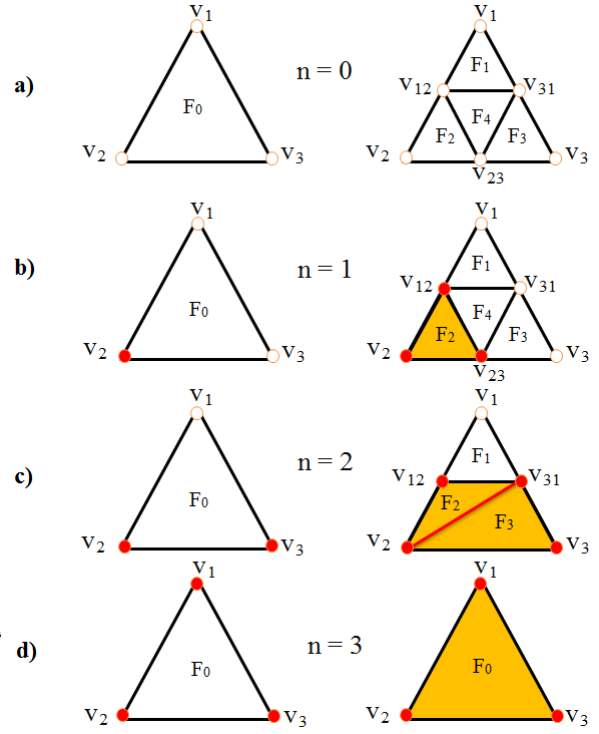 v1 v1
a) n = 0
F0 v12 F1 v31
F2 F4 F3
v2 v3 v2 v23 v3
v1 v1
b) n = 1
F0 v12 F1 v31
F2 F4 F3
v2 v3 v2 v23 v3
v1 v1
c) n = 2
F0 v12 F1 v31
F2 F3
v2 v3 v2 v3
v1 v1
d) n = 3
F0 F0
v2 v3 v2 v3